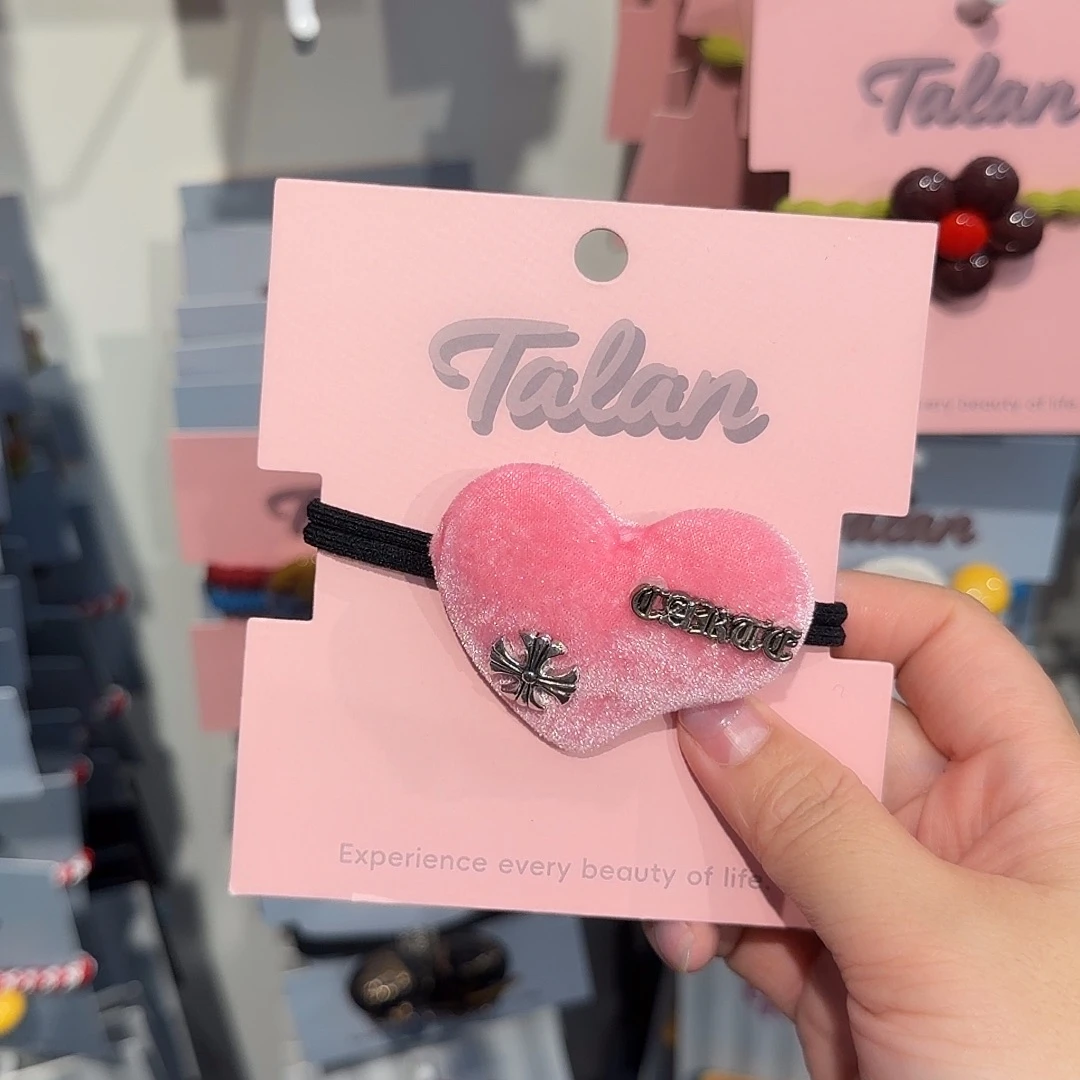 Talan
Talan
Experience every beauty of life.